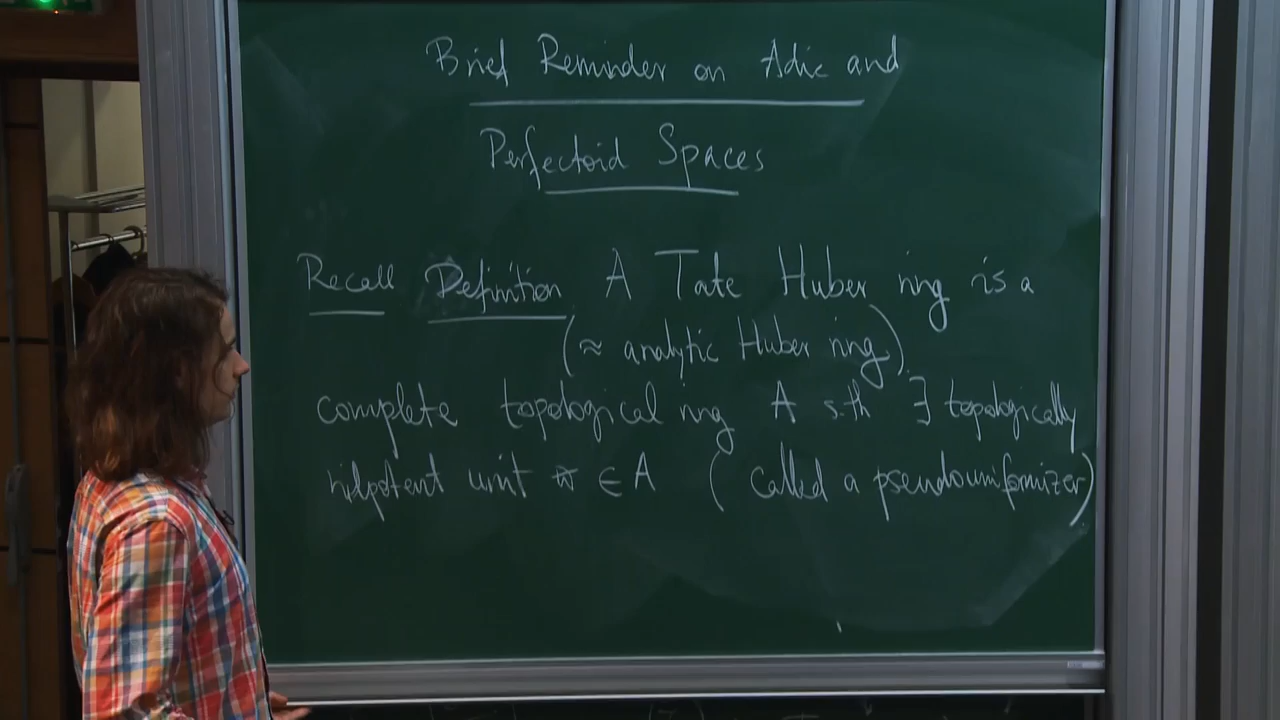 Brief Reminder on Adic and
Perfectoid Spaces
Recall Definition A Tate Huber ring is a
(≈ analytic Huber ring)
complete topological ring A s.th ∃ topologically
nilpotent unit ϖ ∈ A (called a pseudouniformizer)